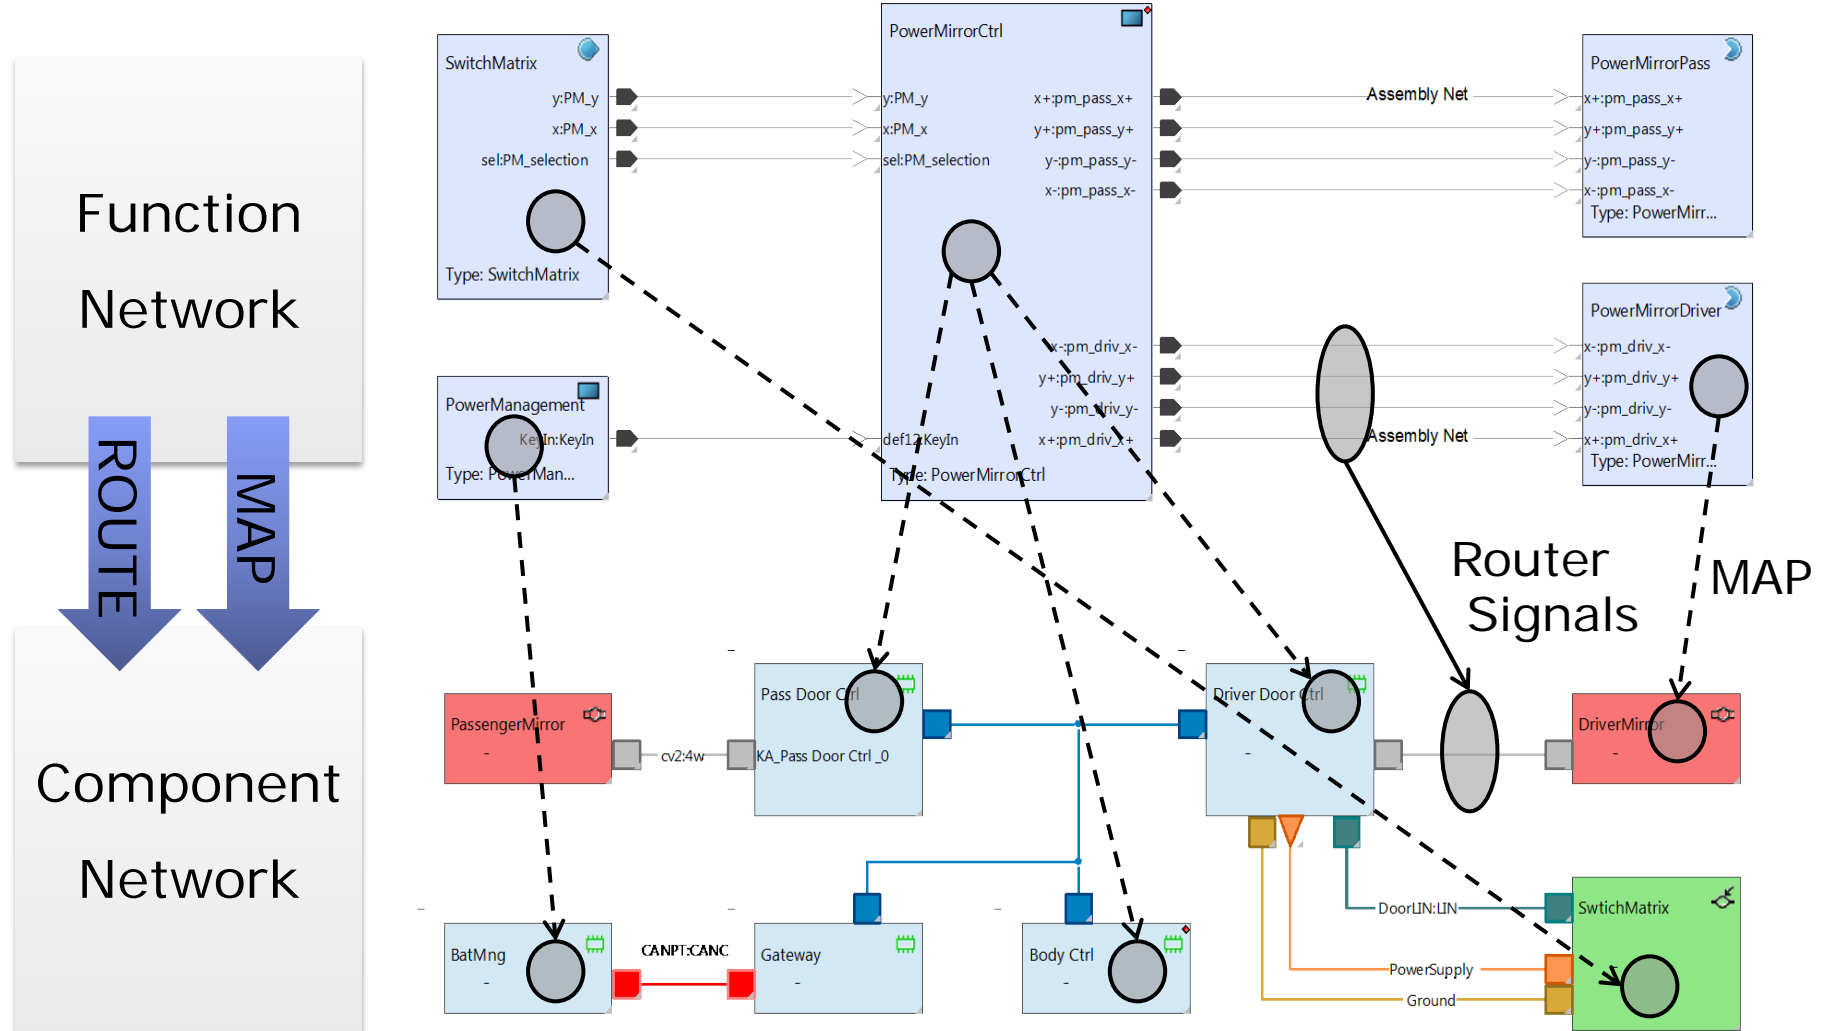 Function
Network
ROUTE
MAP
Component
Network
SwitchMatrix
y:PM_y
x:PM_x
sel:PM_selection
Type: SwitchMatrix
PowerManagement
KeyIn:KeyIn
Type: PowerMan...
PowerMirrorCtrl
y:PM_y
x:PM_x
sel:PM_selection
x+:pm_pass_x+
y+:pm_pass_y+
y-:pm_pass_y-
x-:pm_pass_x-
x-:pm_driv_x-
y+:pm_driv_y+
y-:pm_driv_y-
def12:KeyIn
x+:pm_driv_x+
Type: PowerMirrorCtrl
Assembly Net
Assembly Net
PowerMirrorPass
x+:pm_pass_x+
y+:pm_pass_y+
y-:pm_pass_y-
x-:pm_pass_x-
Type: PowerMirr...
PowerMirrorDriver
x-:pm_driv_x-
y+:pm_driv_y+
y-:pm_driv_y-
x+:pm_driv_x+
Type: PowerMirr...
Router
Signals
MAP
PassengerMirror
-
cv2:4w
Pass Door Ctrl
KA_Pass Door Ctrl _0
Driver Door Ctrl
-
DriverMirror
-
BatMng
-
CANPT:CANC
Gateway
-
Body Ctrl
-
DoorLIN:LIN
PowerSupply
Ground
SwtichMatrix